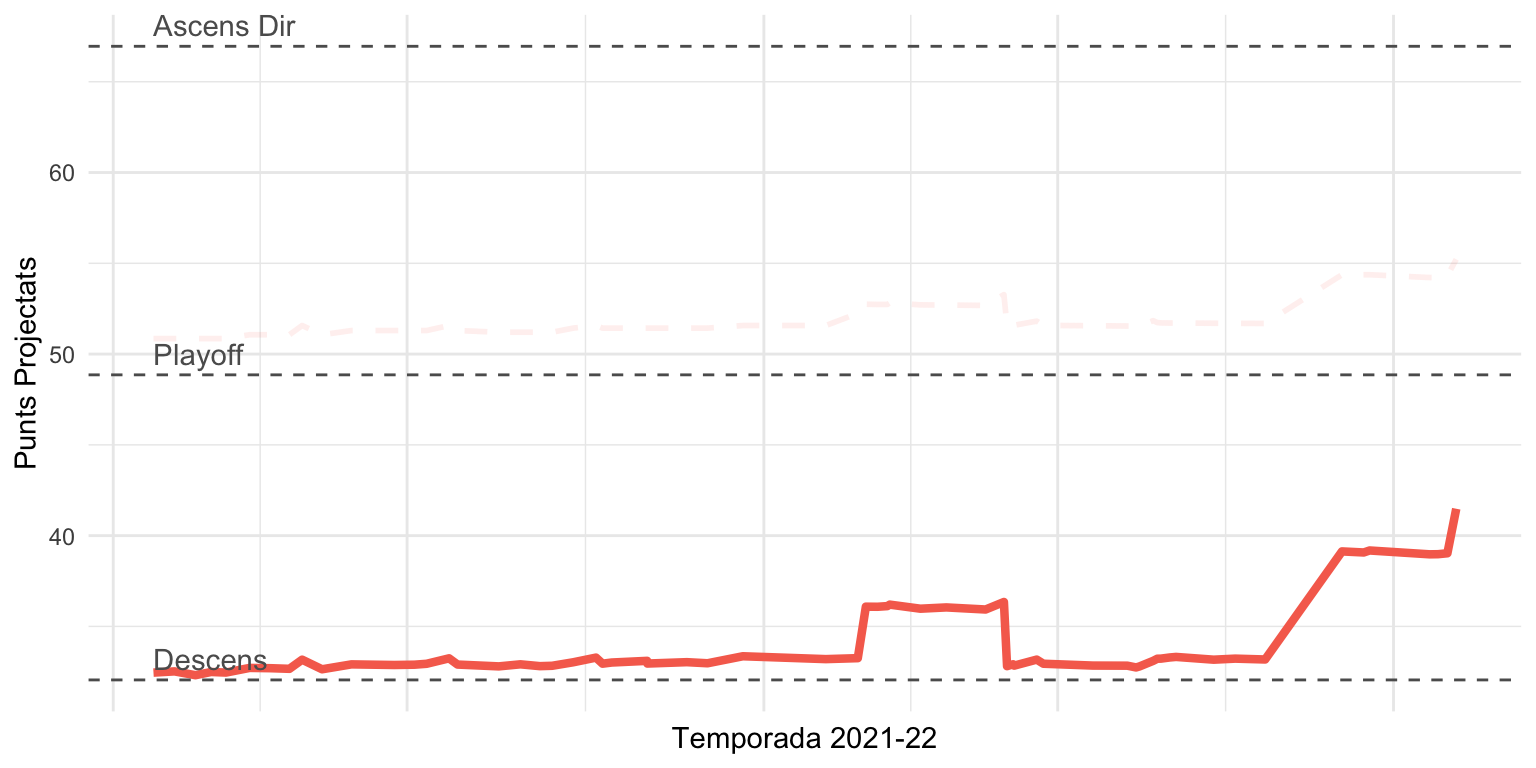 Ascens Dir
60
50
Playoff
40
Descens
Punts Projectats
Temporada 2021-22